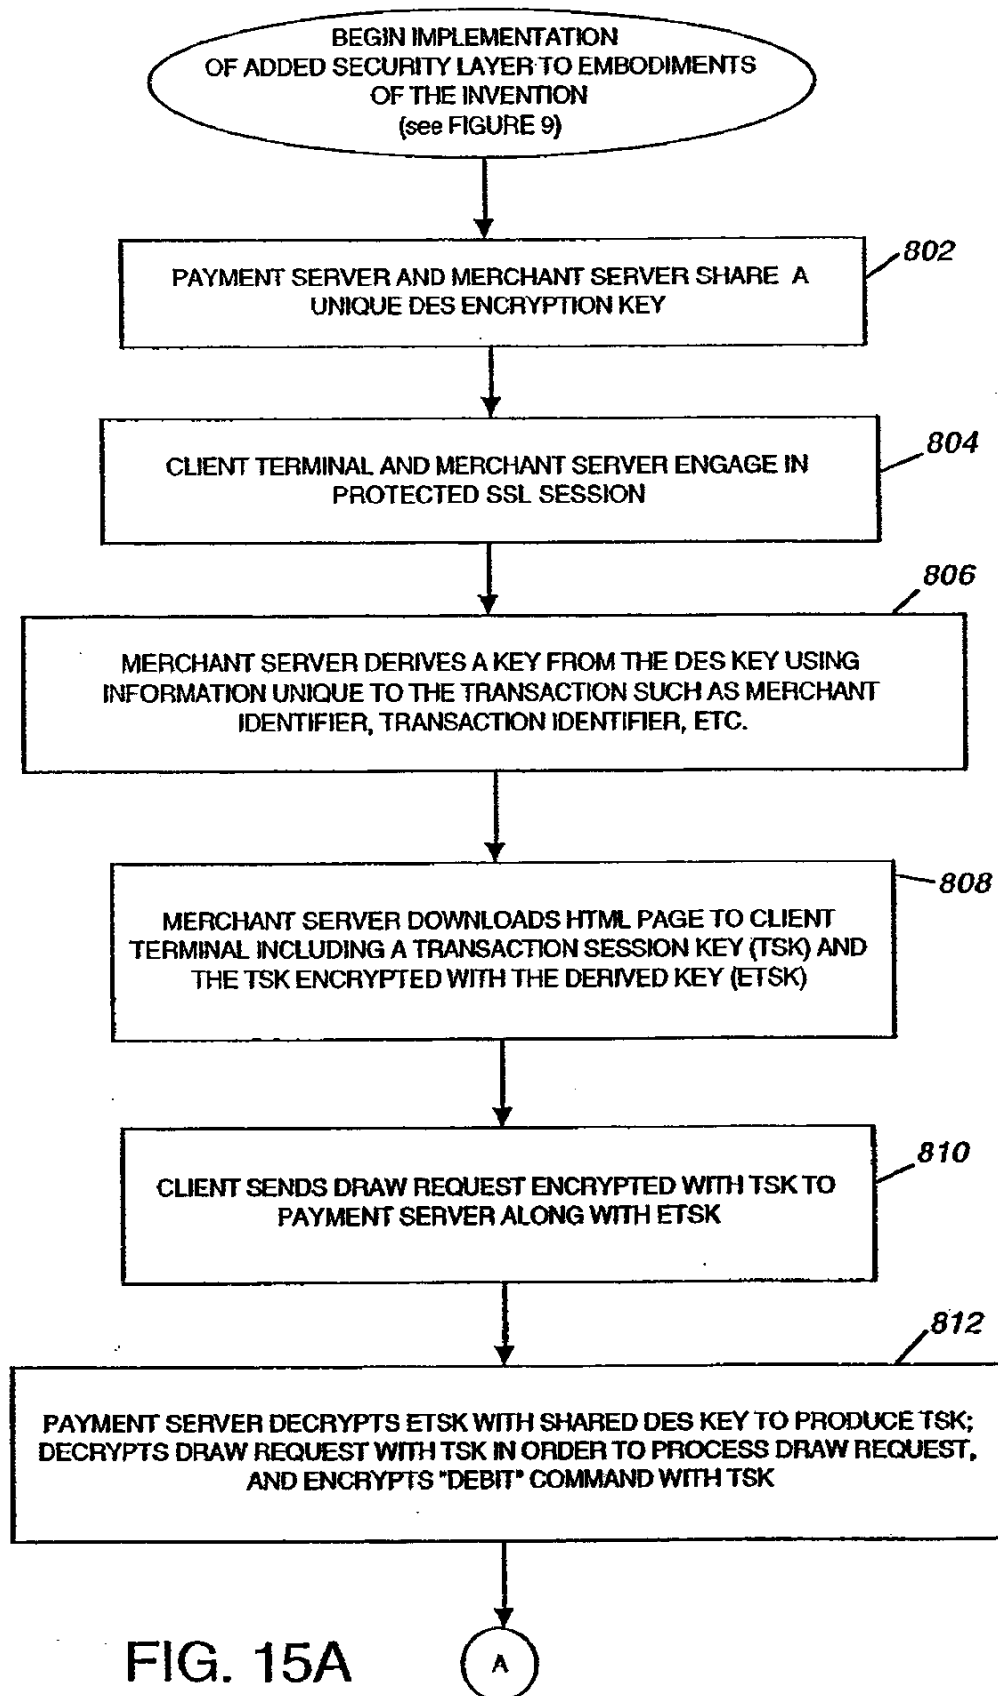 BEGIN IMPLEMENTATION
OF ADDED SECURITY LAYER TO EMBODIMENTS
OF THE INVENTION
(see FIGURE 9)
802
PAYMENT SERVER AND MERCHANT SERVER SHARE A
UNIQUE DES ENCRYPTION KEY
804
CLIENT TERMINAL AND MERCHANT SERVER ENGAGE IN
PROTECTED SSL SESSION
806
MERCHANT SERVER DERIVES A KEY FROM THE DES KEY USING
INFORMATION UNIQUE TO THE TRANSACTION SUCH AS MERCHANT
IDENTIFIER, TRANSACTION IDENTIFIER, ETC.
808
MERCHANT SERVER DOWNLOADS HTML PAGE TO CLIENT
TERMINAL INCLUDING A TRANSACTION SESSION KEY (TSK) AND
THE TSK ENCRYPTED WITH THE DERIVED KEY (ETSK)
810
CLIENT SENDS DRAW REQUEST ENCRYPTED WITH TSK TO
PAYMENT SERVER ALONG WITH ETSK
812
PAYMENT SERVER DECRYPTS ETSK WITH SHARED DES KEY TO PRODUCE TSK;
DECRYPTS DRAW REQUEST WITH TSK IN ORDER TO PROCESS DRAW REQUEST,
AND ENCRYPTS "DEBIT" COMMAND WITH TSK
FIG. 15A
A